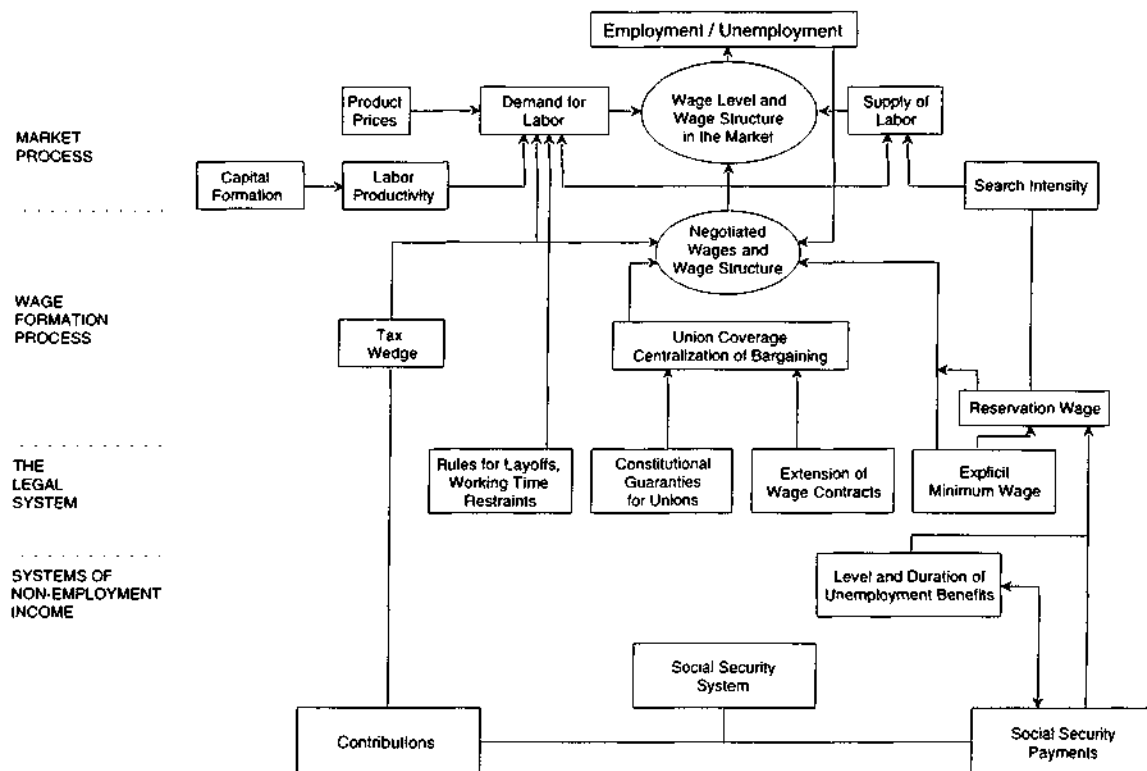 Employment / Unemployment
Product
Prices
Demand for
Labor
Wage Level and
Wage Structure
in the Market
Supply of
Labor
MARKET
PROCESS
Capital
Formation
Labor
Productivity
Search Intensity
Negotiated
Wages and
Wage Structure
WAGE
FORMATION
PROCESS
Tax
Wedge
Union Coverage
Centralization of Bargaining
Reservation Wage
THE
LEGAL
SYSTEM
Rules for Layoffs,
Working Time
Restraints
Constitutional
Guaranties
for Unions
Extension of
Wage Contracts
Explicil
Minimum Wage
SYSTEMS OF
NON-EMPLOYMENT
INCOME
Level and Duration of
Unemployment Benefits
Social Security
System
Contributions
Social Security
Payments